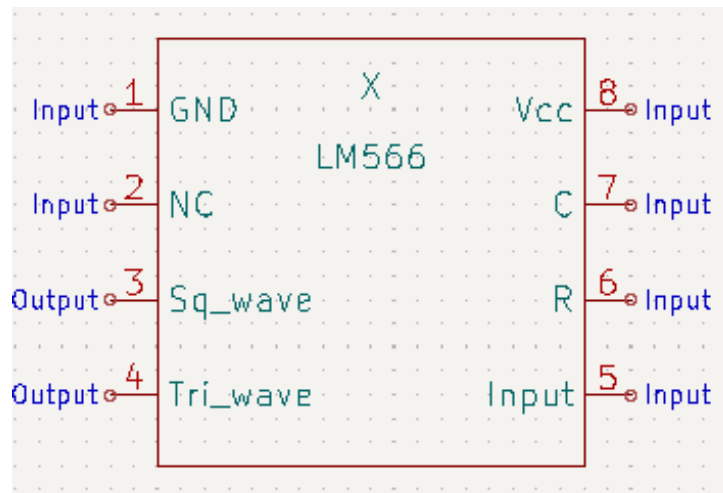 X
LM566
Input 1 GND Vcc 8 Input
Input 2 NC C 7 Input
Output 3 Sq_wave R 6 Input
Output 4 Tri_wave Input 5 Input